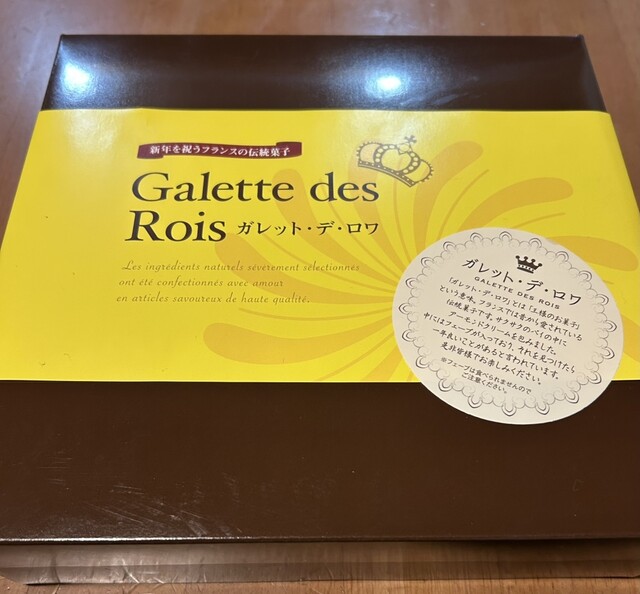 新年を祝うフランスの伝統菓子
Galette des
Rois ガレット・デ・ロワ
Les ingrédients naturels sévèrement sélectionnes
ont été confectionnés avec amour
en articles savoureux de haute qualité.
ガレット・デ・ロワ
GALETTE DES ROIS
「ガレット・デ・ロワ」とは「王様のお菓子」
という意味。フランスでは昔から愛されている
伝統菓子です。サクサクのパイの中に
アーモンドクリームを包みました。
中にはフェーブが入っており、それを見つけたら
一年良いことがあると言われています。
是非皆様でお楽しみください。
※フェーブは食べられませんので
ご注意ください。